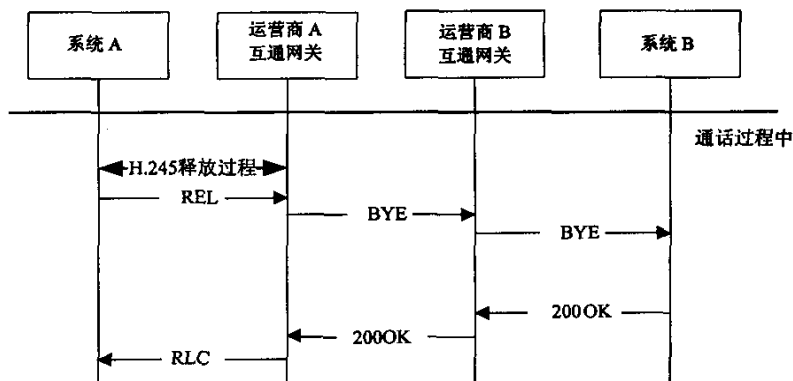 系统 A
运营商 A
互通网关
运营商 B
互通网关
系统 B
通话过程中
H.245释放过程
REL
BYE
BYE
200OK
200OK
RLC